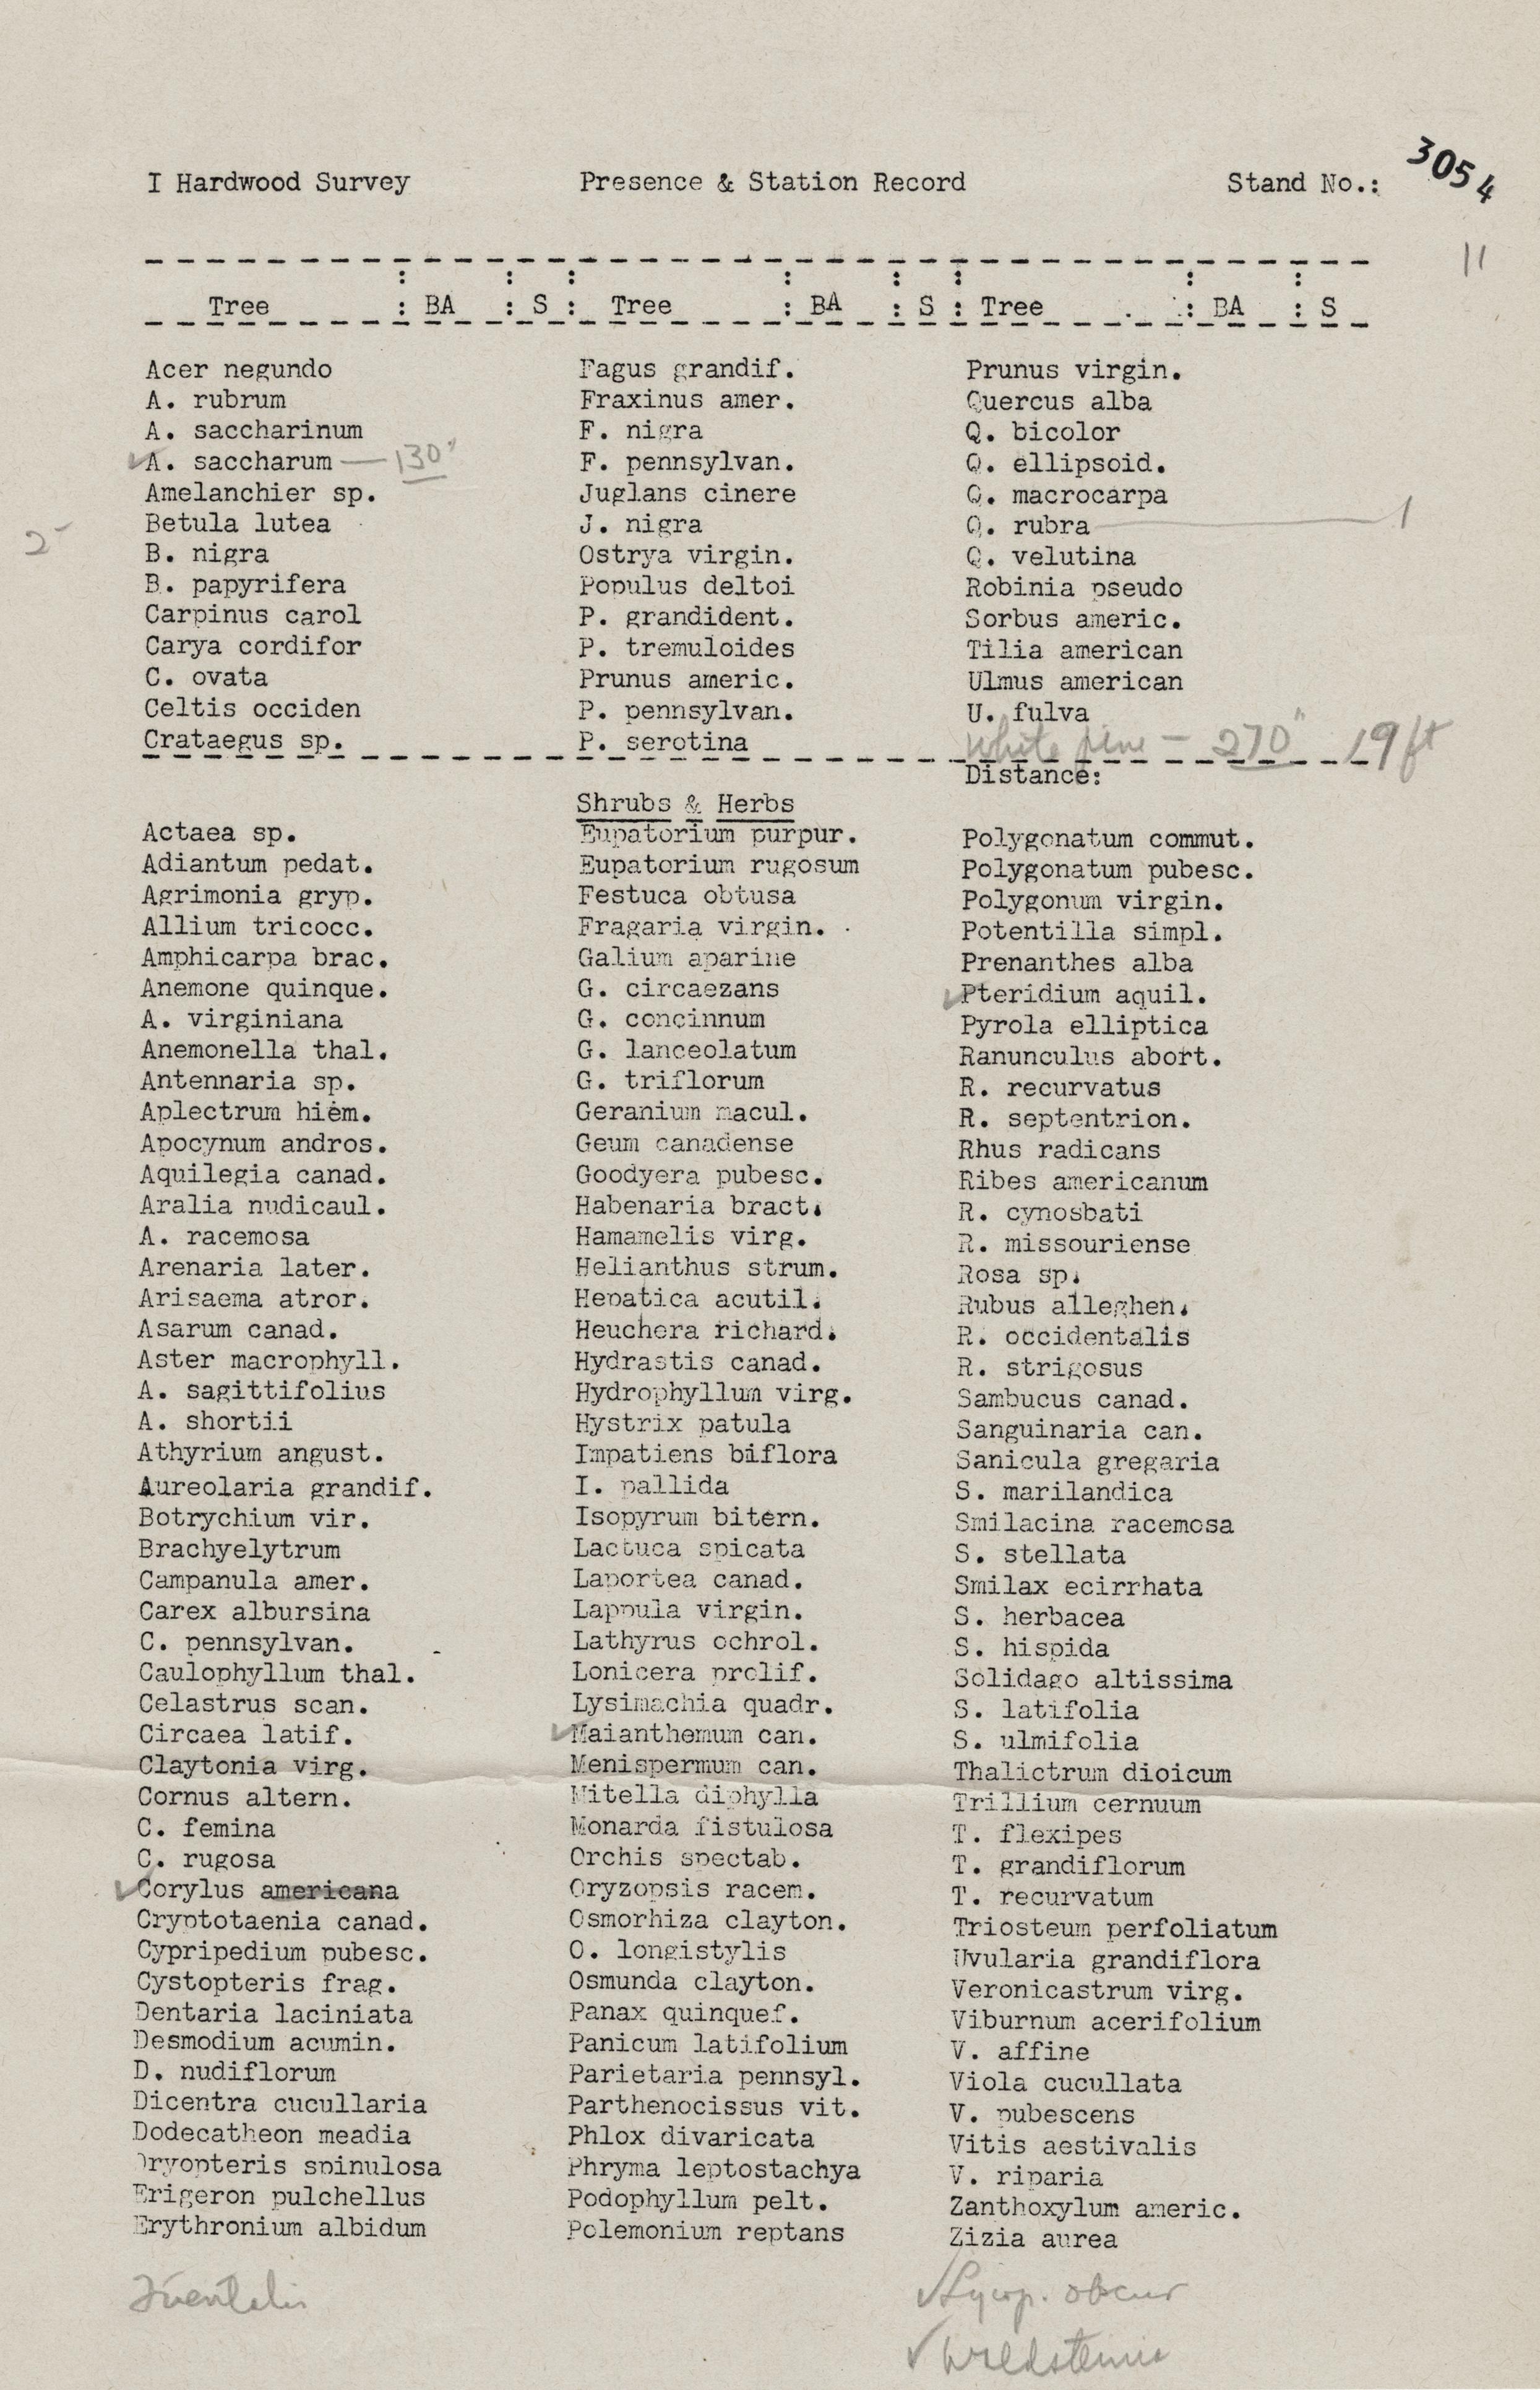 I Hardwood Survey Presence & Station Record Stand No.: 3054
11
Tree : BA : S : Tree : BA : S : Tree : BA : S
Acer negundo Fagus grandif. Prunus virgin.
A. rubrum Fraxinus amer. Quercus alba
A. saccharinum F. nigra Q. bicolor
✓A. saccharum — 130" F. pennsylvan. Q. ellipsoid.
Amelanchier sp. Juglans cinere Q. macrocarpa
2 Betula lutea J. nigra Q. rubra — 1
B. nigra Ostrya virgin. Q. velutina
B. papyrifera Populus deltoi Robinia pseudo
Carpinus carol P. grandident. Sorbus americ.
Carya cordifor P. tremuloides Tilia american
C. ovata Prunus americ. Ulmus american
Celtis occiden P. pennsylvan. U. fulva
Crataegus sp. P. serotina White pine — 270" 19 ft
Distance:
Shrubs & Herbs
Actaea sp. Eupatorium purpur. Polygonatum commut.
Adiantum pedat. Eupatorium rugosum Polygonatum pubesc.
Agrimonia gryp. Festuca obtusa Polygonum virgin.
Allium tricocc. Fragaria virgin. Potentilla simpl.
Amphicarpa brac. Galium aparine Prenanthes alba
Anemone quinque. G. circaezans ✓Pteridium aquil.
A. virginiana G. concinnum Pyrola elliptica
Anemonella thal. G. lanceolatum Ranunculus abort.
Antennaria sp. G. triflorum R. recurvatus
Aplectrum hiem. Geranium macul. R. septentrion.
Apocynum andros. Geum canadense Rhus radicans
Aquilegia canad. Goodyera pubesc. Ribes americanum
Aralia nudicaul. Habenaria bract. R. cynosbati
A. racemosa Hamamelis virg. R. missouriense
Arenaria later. Helianthus strum. Rosa sp.
Arisaema atror. Hepatica acutil. Rubus alleghen.
Asarum canad. Heuchera richard. R. occidentalis
Aster macrophyll. Hydrastis canad. R. strigosus
A. sagittifolius Hydrophyllum virg. Sambucus canad.
A. shortii Hystrix patula Sanguinaria can.
Athyrium angust. Impatiens biflora Sanicula gregaria
Aureolaria grandif. I. pallida S. marilandica
Botrychium vir. Isopyrum bitern. Smilacina racemosa
Brachyelytrum Lactuca spicata S. stellata
Campanula amer. Laportea canad. Smilax ecirrhata
Carex albursina Lappula virgin. S. herbacea
C. pennsylvan. Lathyrus ochrol. S. hispida
Caulophyllum thal. Lonicera prolif. Solidago altissima
Celastrus scan. Lysimachia quadr. S. latifolia
Circaea latif. ✓Maianthemum can. S. ulmifolia
Claytonia virg. Menispermum can. Thalictrum dioicum
Cornus altern. Mitella diphylla Trillium cernuum
C. femina Monarda fistulosa T. flexipes
C. rugosa Orchis spectab. T. grandiflorum
✓Corylus americana Oryzopsis racem. T. recurvatum
Cryptotaenia canad. Osmorhiza clayton. Triosteum perfoliatum
Cypripedium pubesc. O. longistylis Uvularia grandiflora
Cystopteris frag. Osmunda clayton. Veronicastrum virg.
Dentaria laciniata Panax quinquef. Viburnum acerifolium
Desmodium acumin. Panicum latifolium V. affine
D. nudiflorum Parietaria pennsyl. Viola cucullata
Dicentra cucullaria Parthenocissus vit. V. pubescens
Dodecatheon meadia Phlox divaricata Vitis aestivalis
Dryopteris spinulosa Phryma leptostachya V. riparia
Erigeron pulchellus Podophyllum pelt. Zanthoxylum americ.
Erythronium albidum Polemonium reptans Zizia aurea
Trientalis ✓Lycop. obscur
✓